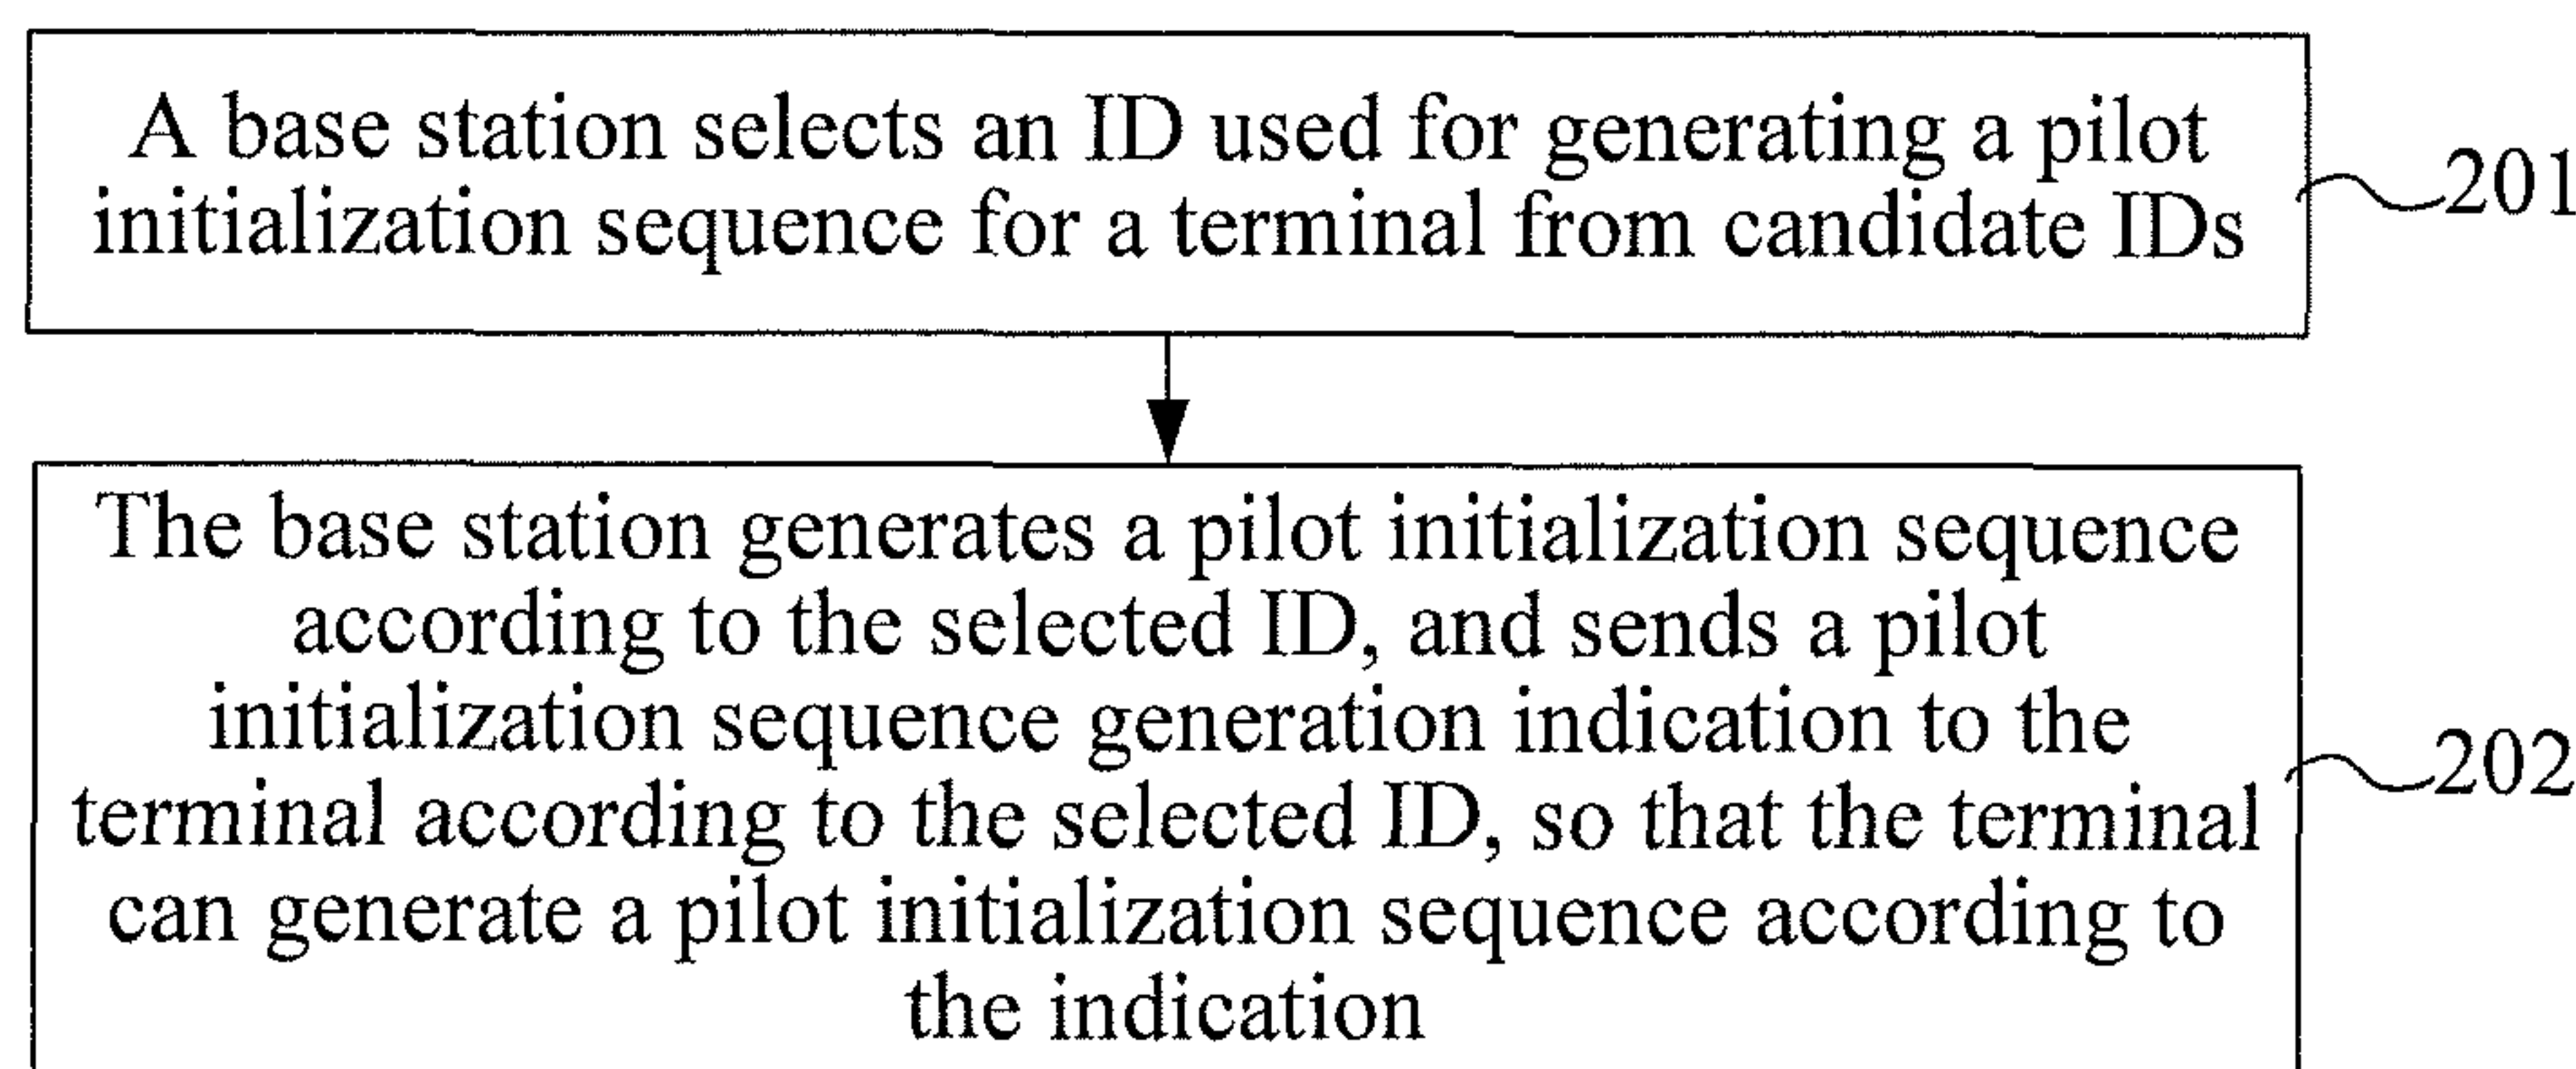 A base station selects an ID used for generating a pilot
initialization sequence for a terminal from candidate IDs
201
The base station generates a pilot initialization sequence
according to the selected ID, and sends a pilot
initialization sequence generation indication to the
terminal according to the selected ID, so that the terminal
can generate a pilot initialization sequence according to
the indication
202